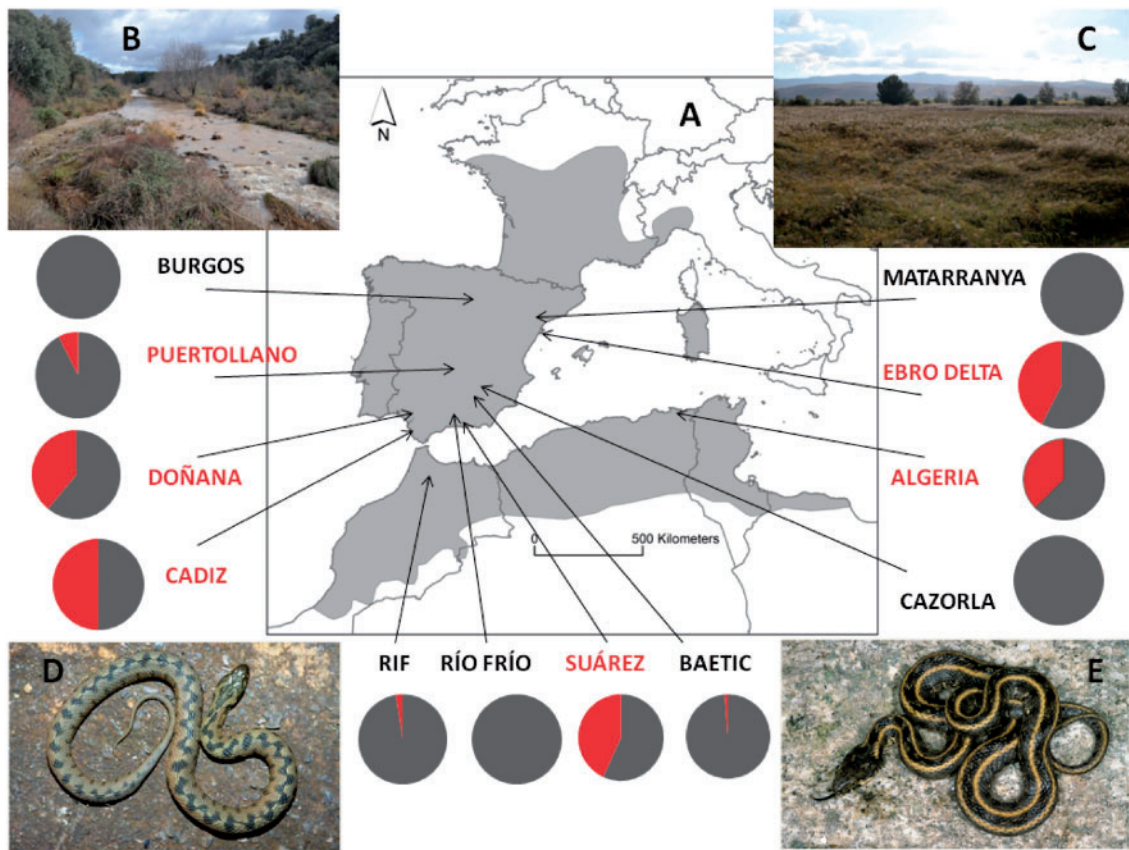 B
C
A
N
BURGOS
MATARRANYA
PUERTOLLANO
EBRO DELTA
DOÑANA
ALGERIA
0 500 Kilometers
CADIZ
CAZORLA
RIF RÍO FRÍO SUÁREZ BAETIC
D
E